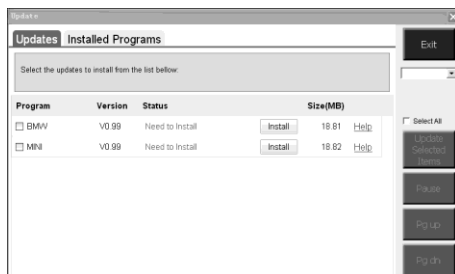 Update
Updates Installed Programs
Exit
Select the updates to install from the list bellow:
Program Version Status Size(MB)
Select All
BMW V0.99 Need to Install Install 18.81 Help
MINI V0.99 Need to Install Install 18.82 Help
Update
Selected
Items
Pause
Pg up
Pg dn